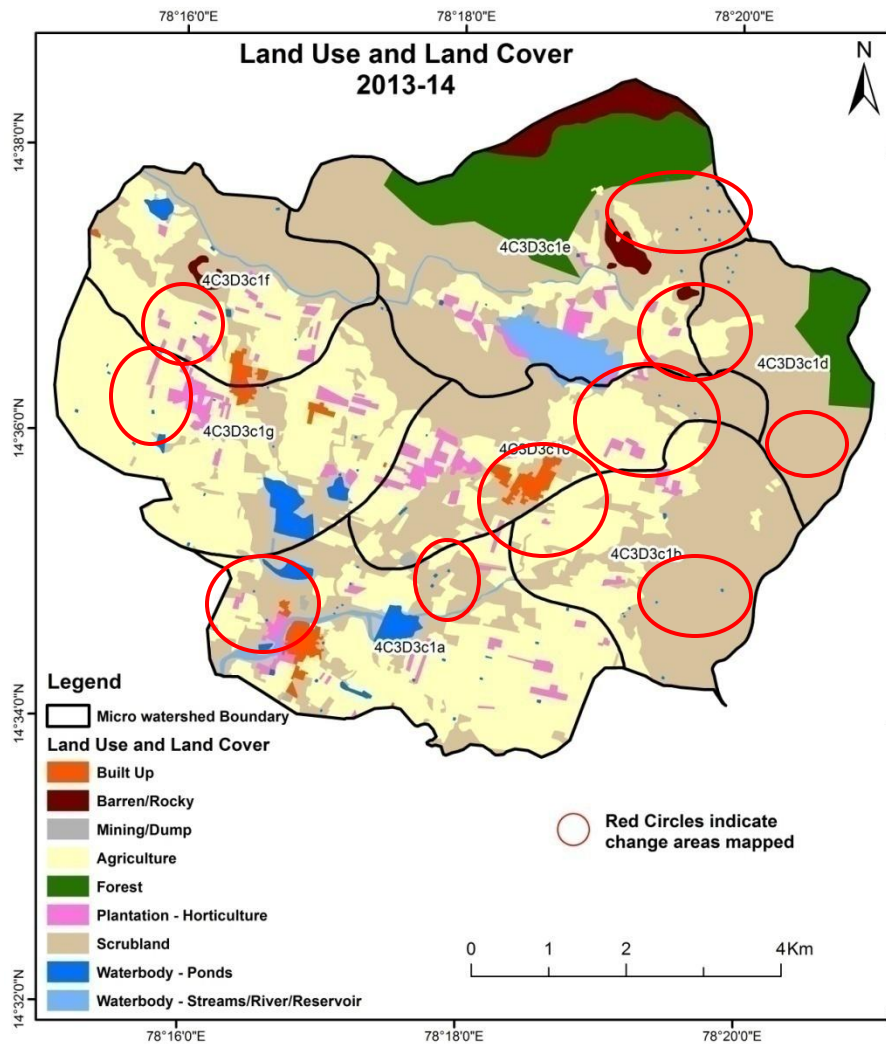 78°16'0"E 78°18'0"E 78°20'0"E
Land Use and Land Cover
2013-14
N
14°38'0"N
4C3D3c1e
4C3D3c1f
4C3D3c1d
14°36'0"N
4C3D3c1g
4C3D3c1c
4C3D3c1b
4C3D3c1a
14°34'0"N
Legend
Micro watershed Boundary
Land Use and Land Cover
Built Up
Barren/Rocky
Mining/Dump
Agriculture
Forest
Plantation - Horticulture
Scrubland
Waterbody - Ponds
Waterbody - Streams/River/Reservoir
Red Circles indicate
change areas mapped
0 1 2 4Km
14°32'0"N
78°16'0"E 78°18'0"E 78°20'0"E